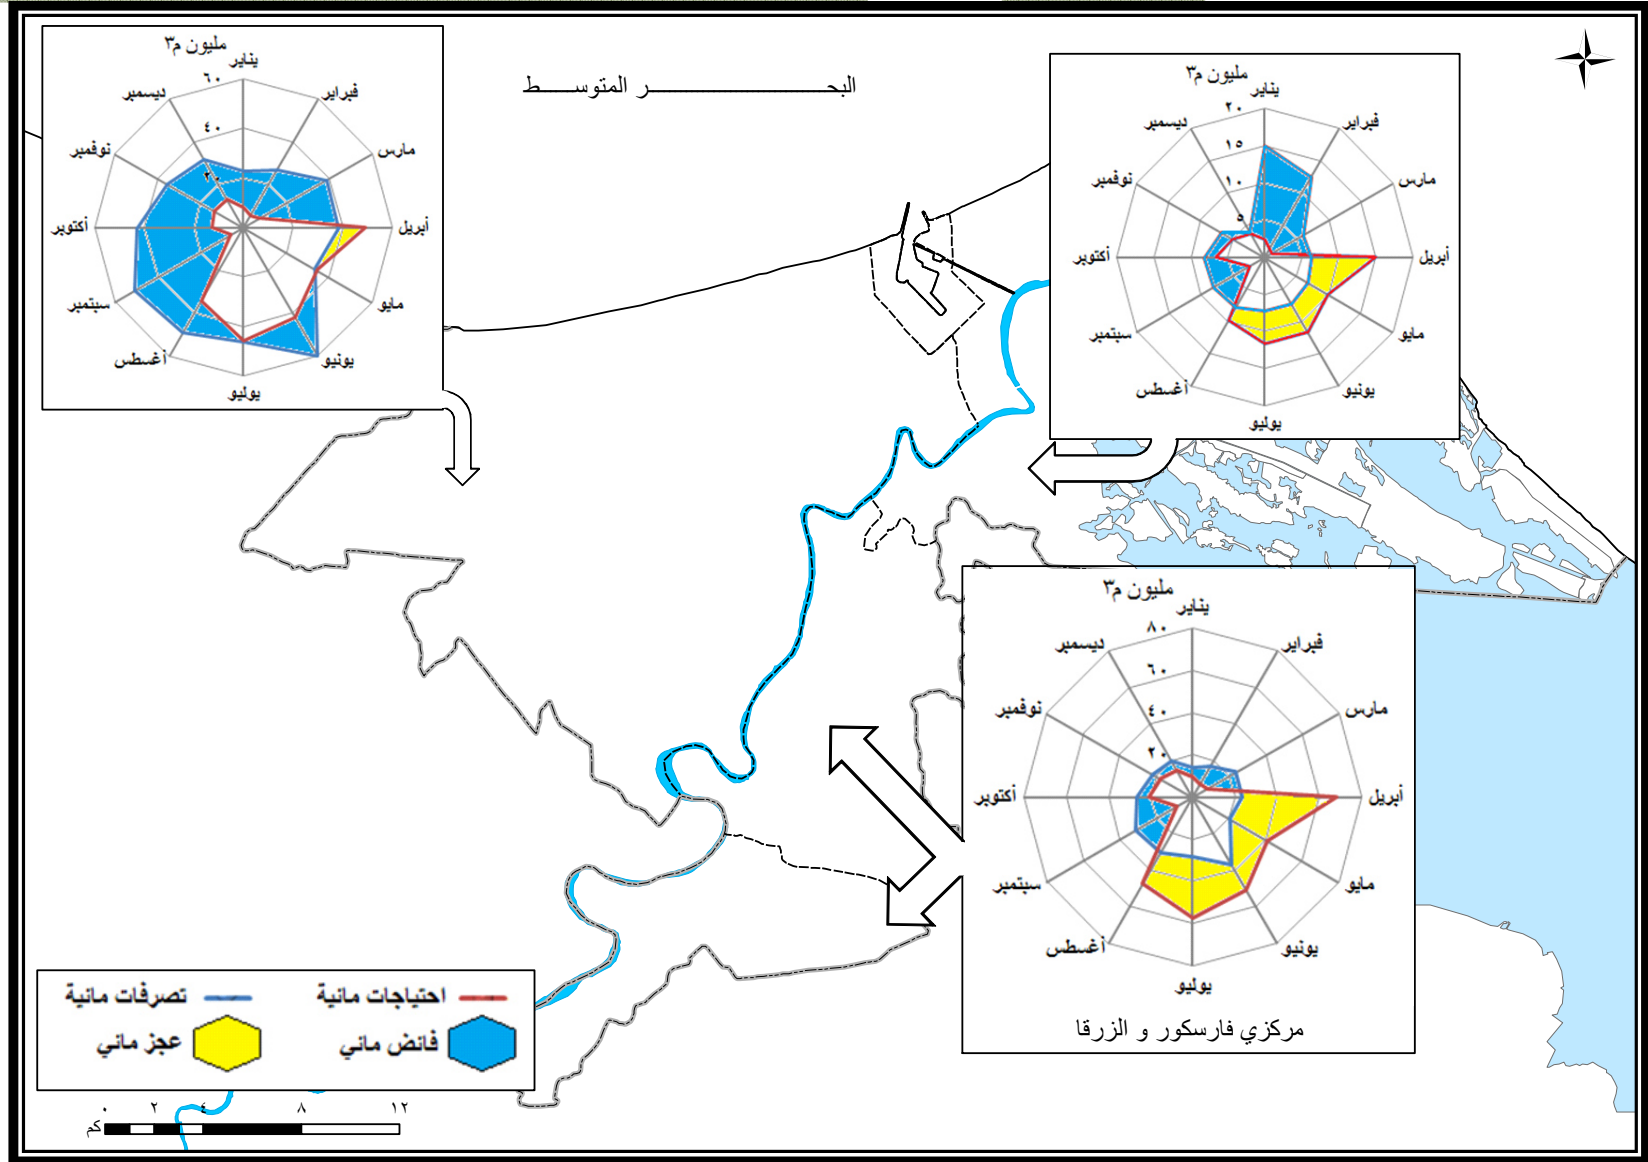 البحر المتوسط
مليون م٣
يناير
فبراير
مارس
أبريل
مايو
يونيو
يوليو
أغسطس
سبتمبر
أكتوبر
نوفمبر
ديسمبر
٦٠
٤٠
٢٠
مليون م٣
يناير
فبراير
مارس
أبريل
مايو
يونيو
يوليو
أغسطس
سبتمبر
أكتوبر
نوفمبر
ديسمبر
٢٠
١٥
١٠
٥
مليون م٣
يناير
فبراير
مارس
أبريل
مايو
يونيو
يوليو
أغسطس
سبتمبر
أكتوبر
نوفمبر
ديسمبر
٨٠
٦٠
٤٠
٢٠
مركزي فارسكور و الزرقا
احتياجات مائية تصرفات مائية
فائض مائي عجز مائي
٠ ٢ ٤ ٨ ١٢
كم